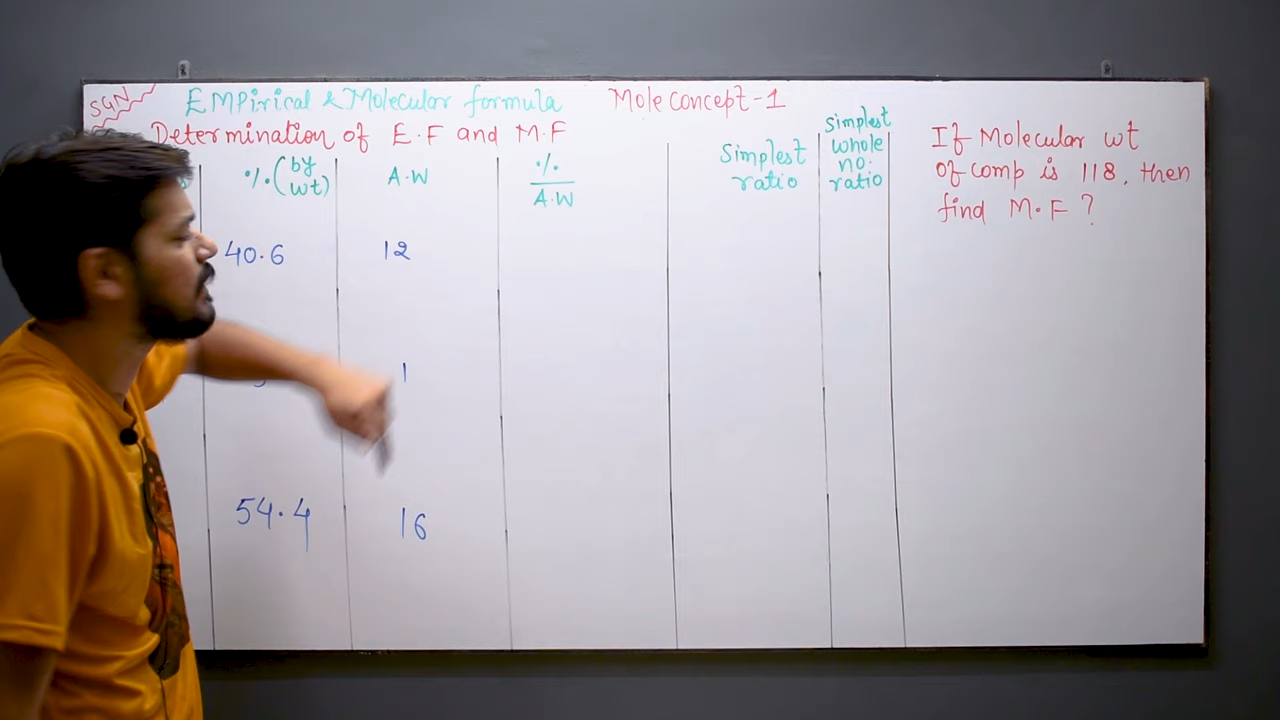 SGN
EMPirical & Molecular formula
Mole Concept-1
Determination of E.F and M.F
%.(by wt)
A.W
%.
A.W
Simplest
ratio
Simplest
whole
no.
ratio
If Molecular wt
of comp is 118, then
find M.F ?
40.6
12
1
54.4
16